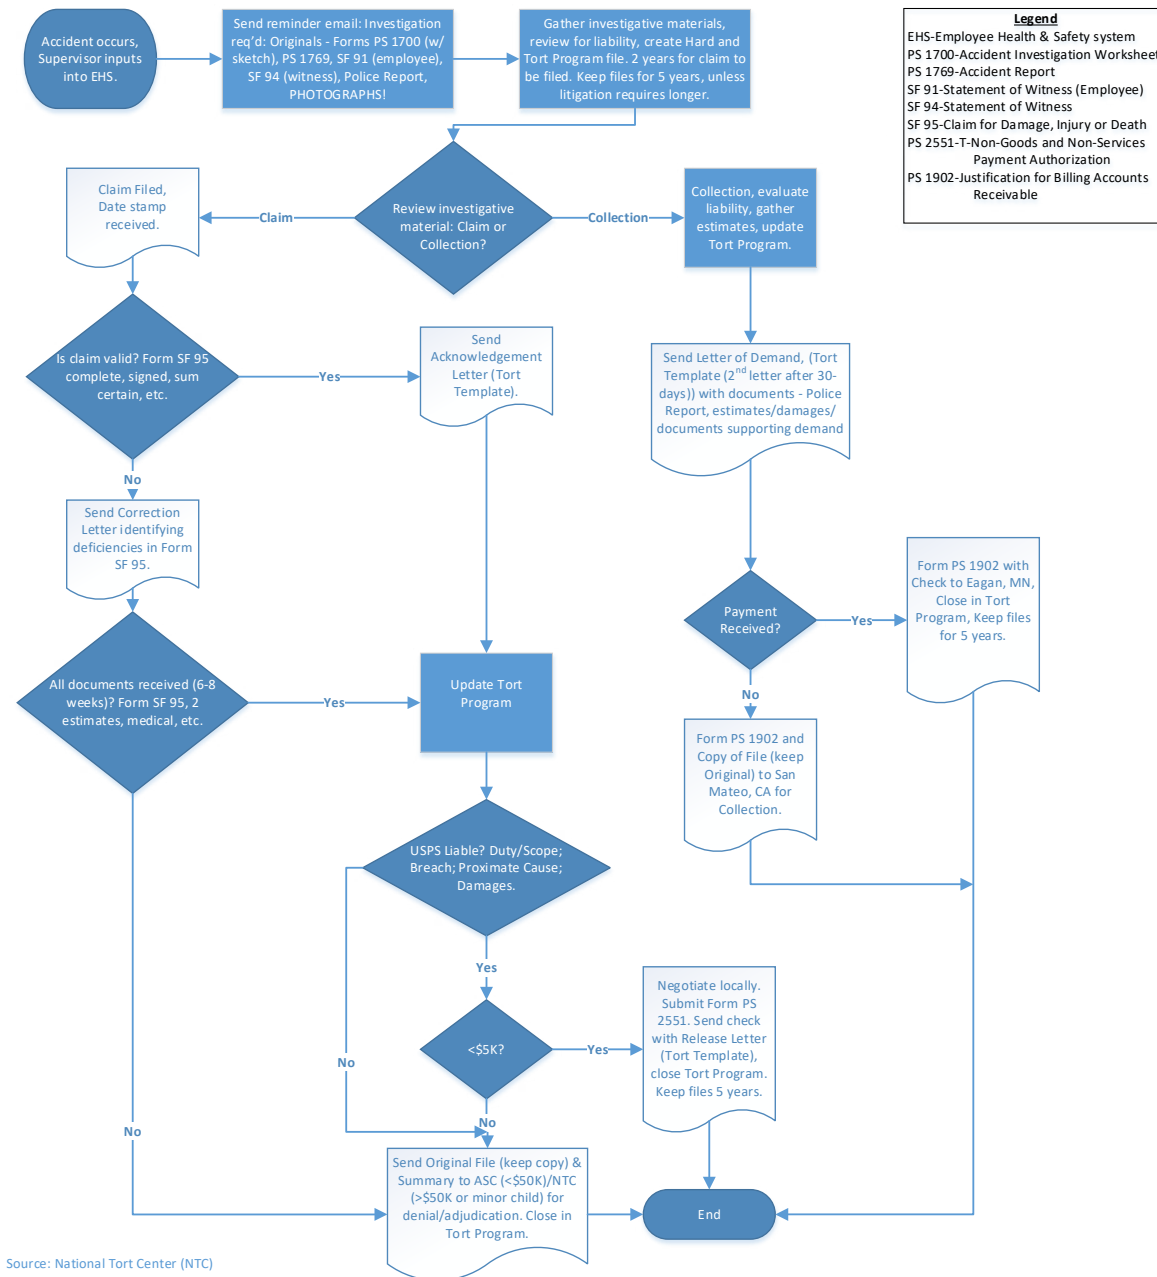 Accident occurs,
Supervisor inputs
into EHS.
Send reminder email: Investigation
req'd: Originals - Forms PS 1700 (w/
sketch), PS 1769, SF 91 (employee),
SF 94 (witness), Police Report,
PHOTOGRAPHS!
Gather investigative materials,
review for liability, create Hard and
Tort Program file. 2 years for claim to
be filed. Keep files for 5 years, unless
litigation requires longer.
Legend
EHS-Employee Health & Safety system
PS 1700-Accident Investigation Worksheet
PS 1769-Accident Report
SF 91-Statement of Witness (Employee)
SF 94-Statement of Witness
SF 95-Claim for Damage, Injury or Death
PS 2551-T-Non-Goods and Non-Services
Payment Authorization
PS 1902-Justification for Billing Accounts
Receivable
Claim Filed,
Date stamp
received.
Claim
Review investigative
material: Claim or
Collection?
Collection
Collection, evaluate
liability, gather
estimates, update
Tort Program.
Is claim valid? Form SF 95
complete, signed, sum
certain, etc.
Yes
Send
Acknowledgement
Letter (Tort
Template).
Send Letter of Demand, (Tort
Template (2nd letter after 30-
days)) with documents - Police
Report, estimates/damages/
documents supporting demand
No
Send Correction
Letter identifying
deficiencies in Form
SF 95.
Payment
Received?
Yes
Form PS 1902 with
Check to Eagan, MN,
Close in Tort
Program, Keep files
for 5 years.
All documents received (6-8
weeks)? Form SF 95, 2
estimates, medical, etc.
Yes
Update Tort
Program
No
Form PS 1902 and
Copy of File (keep
Original) to San
Mateo, CA for
Collection.
USPS Liable? Duty/Scope;
Breach; Proximate Cause;
Damages.
Yes
No
<$5K?
Yes
Negotiate locally.
Submit Form PS
2551. Send check
with Release Letter
(Tort Template),
close Tort Program.
Keep files 5 years.
No
No
Send Original File (keep copy) &
Summary to ASC (<$50K)/NTC
(>$50K or minor child) for
denial/adjudication. Close in
Tort Program.
End
Source: National Tort Center (NTC)